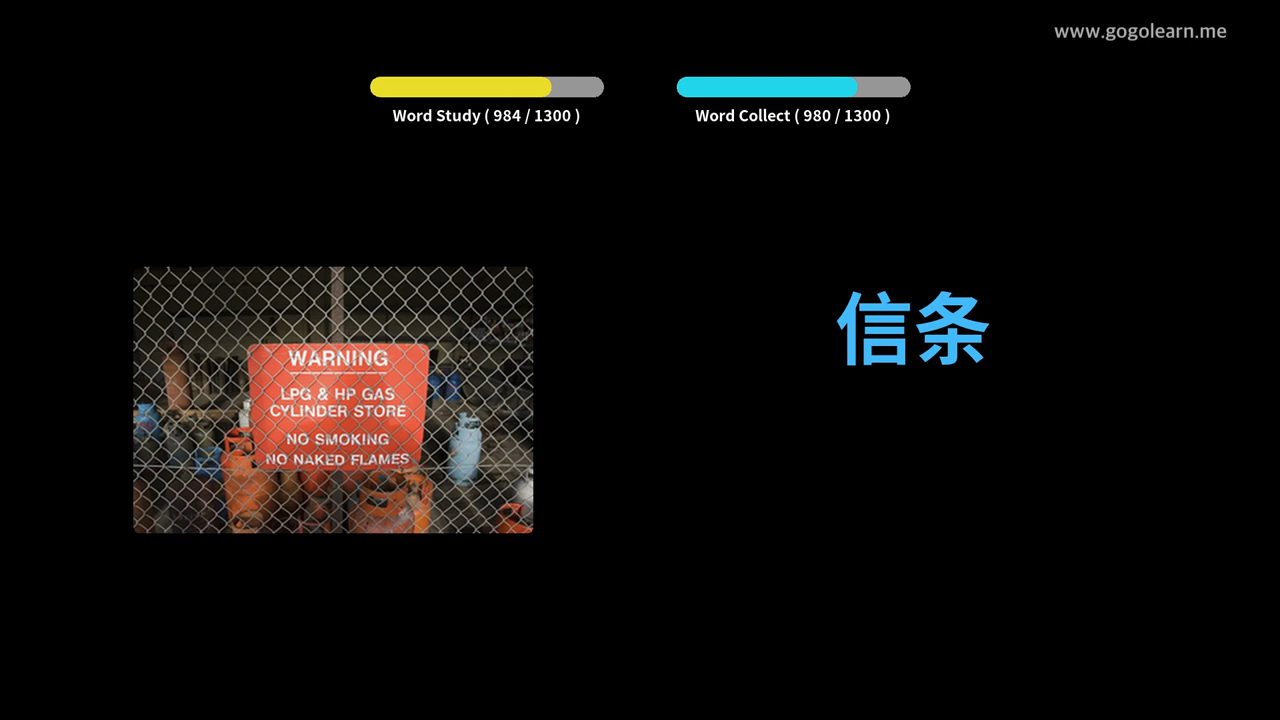 www.gogolearn.me
Word Study ( 984 / 1300 )
Word Collect ( 980 / 1300 )
信条
WARNING
LPG & HP GAS
CYLINDER STORE
NO SMOKING
NO NAKED FLAMES